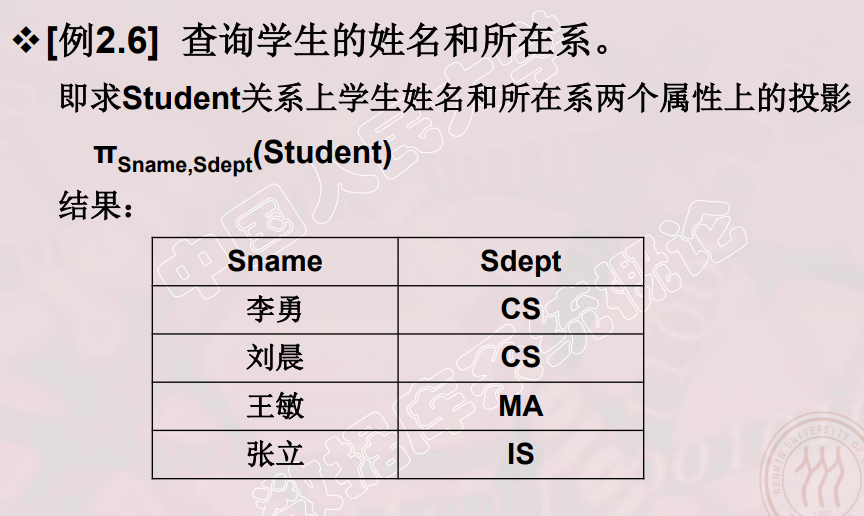 ❖[例2.6] 查询学生的姓名和所在系。
即求Student关系上学生姓名和所在系两个属性上的投影
πSname,Sdept(Student)
结果：
Sname Sdept
李勇 CS
刘晨 CS
王敏 MA
张立 IS
中国人民大学
数据库系统概论